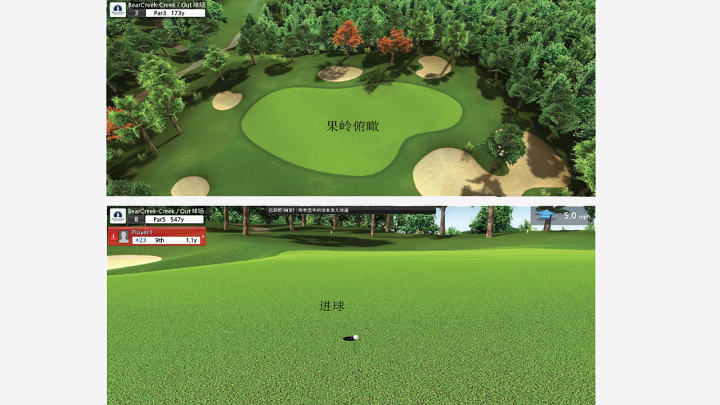 BearCreek-Creek / Out 球场
3 Par3 173y
果岭俯瞰
BearCreek-Creek / Out 球场
8 Par5 547y
5.0 mph
1 Player1
+23 9th 1.1y
进球